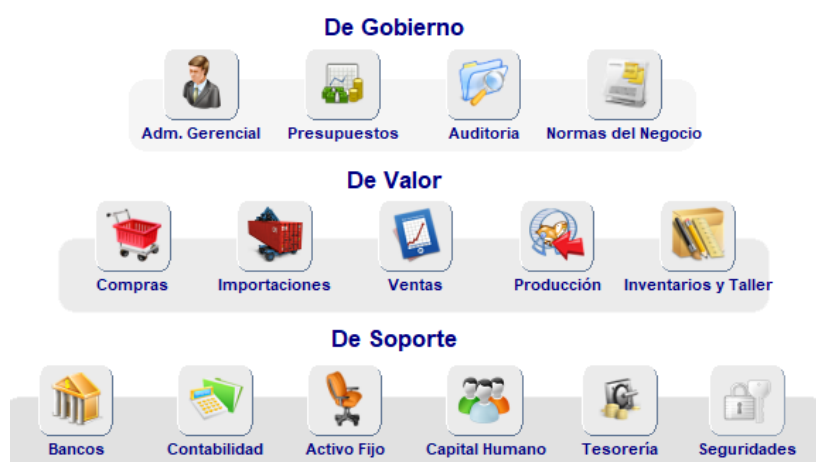 De Gobierno
Adm. Gerencial Presupuestos Auditoria Normas del Negocio
De Valor
Compras Importaciones Ventas Producción Inventarios y Taller
De Soporte
Bancos Contabilidad Activo Fijo Capital Humano Tesorería Seguridades